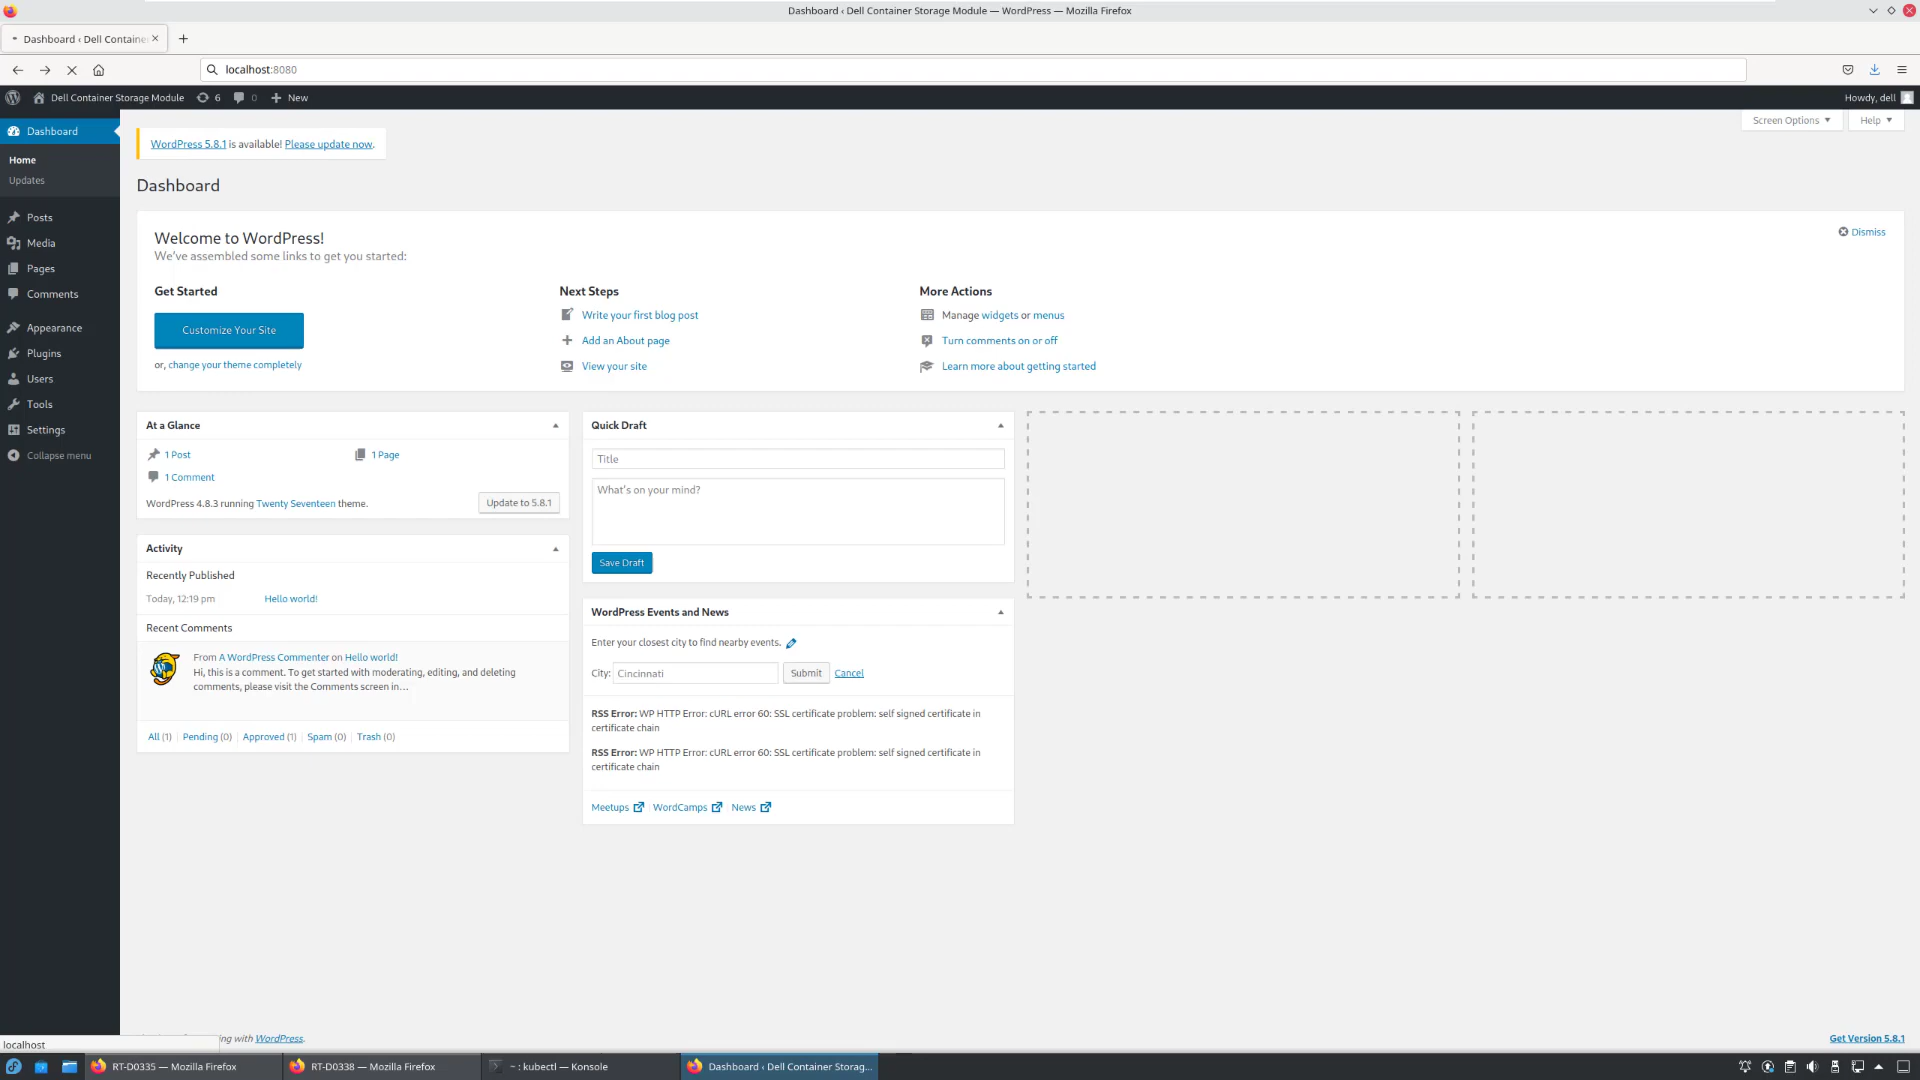 Dashboard ‹ Dell Container Storage Module — WordPress — Mozilla Firefox
Dashboard ‹ Dell Containe
localhost:8080
Dell Container Storage Module 6 0 New
Howdy, dell
Dashboard
Home
Updates
Posts
Media
Pages
Comments
Appearance
Plugins
Users
Tools
Settings
Collapse menu
Screen Options
Help
WordPress 5.8.1 is available! Please update now.
Dashboard
Welcome to WordPress!
We've assembled some links to get you started:
Dismiss
Get Started
Customize Your Site
or, change your theme completely
Next Steps
Write your first blog post
Add an About page
View your site
More Actions
Manage widgets or menus
Turn comments on or off
Learn more about getting started
At a Glance
1 Post
1 Page
1 Comment
WordPress 4.8.3 running Twenty Seventeen theme.
Update to 5.8.1
Activity
Recently Published
Today, 12:19 pm Hello world!
Recent Comments
From A WordPress Commenter on Hello world!
Hi, this is a comment. To get started with moderating, editing, and deleting
comments, please visit the Comments screen in…
All (1) | Pending (0) | Approved (1) | Spam (0) | Trash (0)
Quick Draft
Title
What's on your mind?
Save Draft
WordPress Events and News
Enter your closest city to find nearby events.
City: Cincinnati Submit Cancel
RSS Error: WP HTTP Error: cURL error 60: SSL certificate problem: self signed certificate in
certificate chain
RSS Error: WP HTTP Error: cURL error 60: SSL certificate problem: self signed certificate in
certificate chain
Meetups | WordCamps | News
with WordPress.
Get Version 5.8.1
localhost
RT-D0335 — Mozilla Firefox
RT-D0338 — Mozilla Firefox
~ : kubectl — Konsole
Dashboard ‹ Dell Container Storag...